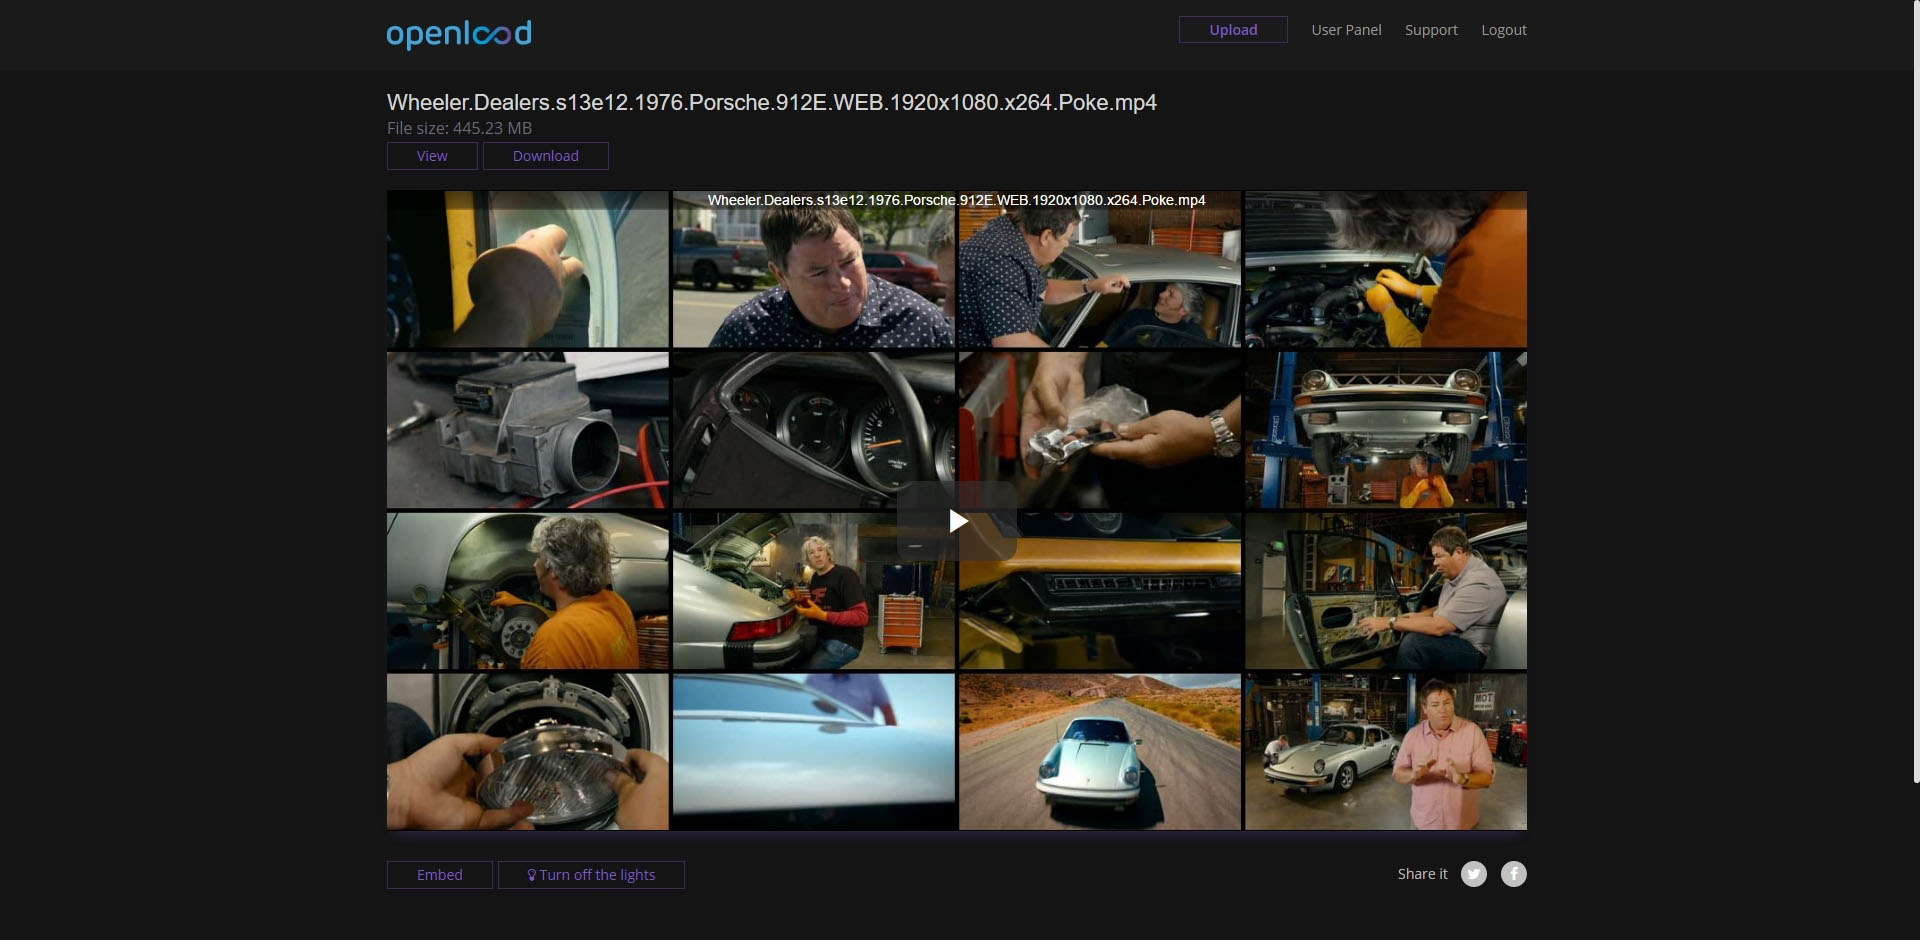 openload
Upload
User Panel
Support
Logout
Wheeler.Dealers.s13e12.1976.Porsche.912E.WEB.1920x1080.x264.Poke.mp4
File size: 445.23 MB
View
Download
Wheeler.Dealers.s13e12.1976.Porsche.912E.WEB.1920x1080.x264.Poke.mp4
MOT
Embed
Turn off the lights
Share it